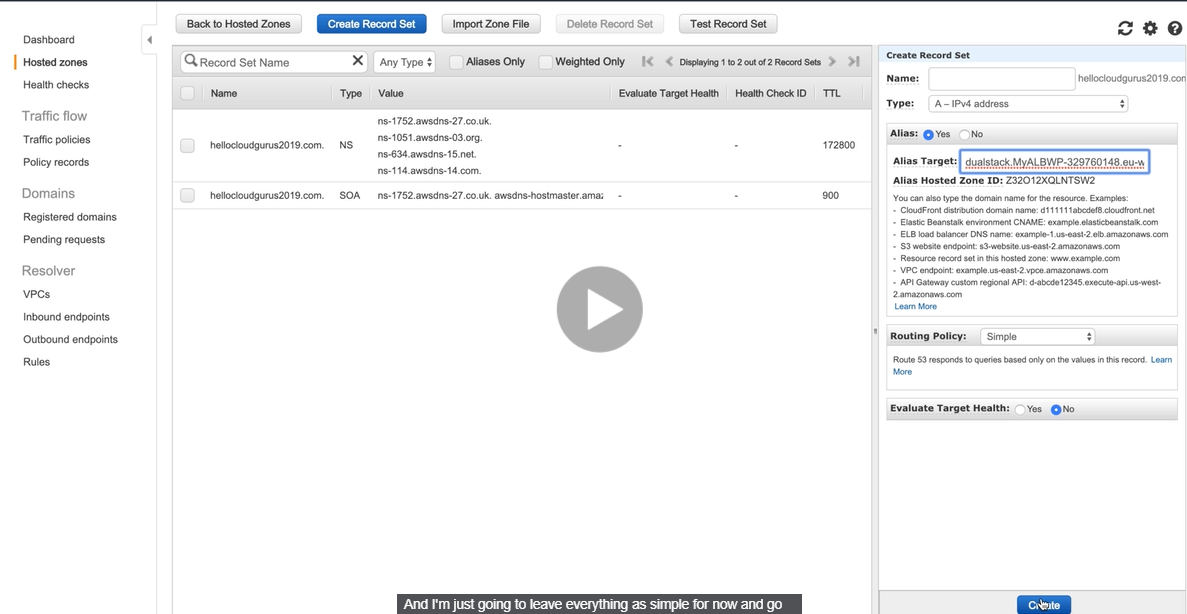 Dashboard
Hosted zones
Health checks
Traffic flow
Traffic policies
Policy records
Domains
Registered domains
Pending requests
Resolver
VPCs
Inbound endpoints
Outbound endpoints
Rules
Back to Hosted Zones
Create Record Set
Import Zone File
Delete Record Set
Test Record Set
Record Set Name
Any Type
Aliases Only
Weighted Only
Displaying 1 to 2 out of 2 Record Sets
Name Type Value Evaluate Target Health Health Check ID TTL
ns-1752.awsdns-27.co.uk.
ns-1051.awsdns-03.org.
hellocloudgurus2019.com. NS - - 172800
ns-634.awsdns-15.net.
ns-114.awsdns-14.com.
hellocloudgurus2019.com. SOA ns-1752.awsdns-27.co.uk. awsdns-hostmaster.amaz - - 900
Create Record Set
Name: hellocloudgurus2019.com
Type: A – IPv4 address
Alias: Yes No
Alias Target: dualstack.MyALBWP-329760148.eu-w
Alias Hosted Zone ID: Z32O12XQLNTSW2
You can also type the domain name for the resource. Examples:
- CloudFront distribution domain name: d111111abcdef8.cloudfront.net
- Elastic Beanstalk environment CNAME: example.elasticbeanstalk.com
- ELB load balancer DNS name: example-1.us-east-2.elb.amazonaws.com
- S3 website endpoint: s3-website.us-east-2.amazonaws.com
- Resource record set in this hosted zone: www.example.com
- VPC endpoint: example.us-east-2.vpce.amazonaws.com
- API Gateway custom regional API: d-abcde12345.execute-api.us-west-
2.amazonaws.com
Learn More
Routing Policy: Simple
Route 53 responds to queries based only on the values in this record. Learn
More
Evaluate Target Health: Yes No
Create
And I'm just going to leave everything as simple for now and go